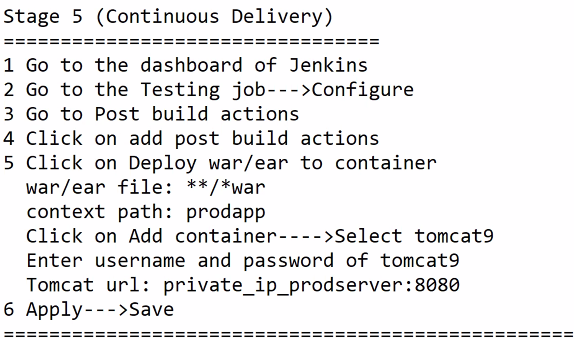 Stage 5 (Continuous Delivery)
=================================
1 Go to the dashboard of Jenkins
2 Go to the Testing job--->Configure
3 Go to Post build actions
4 Click on add post build actions
5 Click on Deploy war/ear to container
  war/ear file: **/*war
  context path: prodapp
  Click on Add container---->Select tomcat9
  Enter username and password of tomcat9
  Tomcat url: private_ip_prodserver:8080
6 Apply--->Save
==================================================